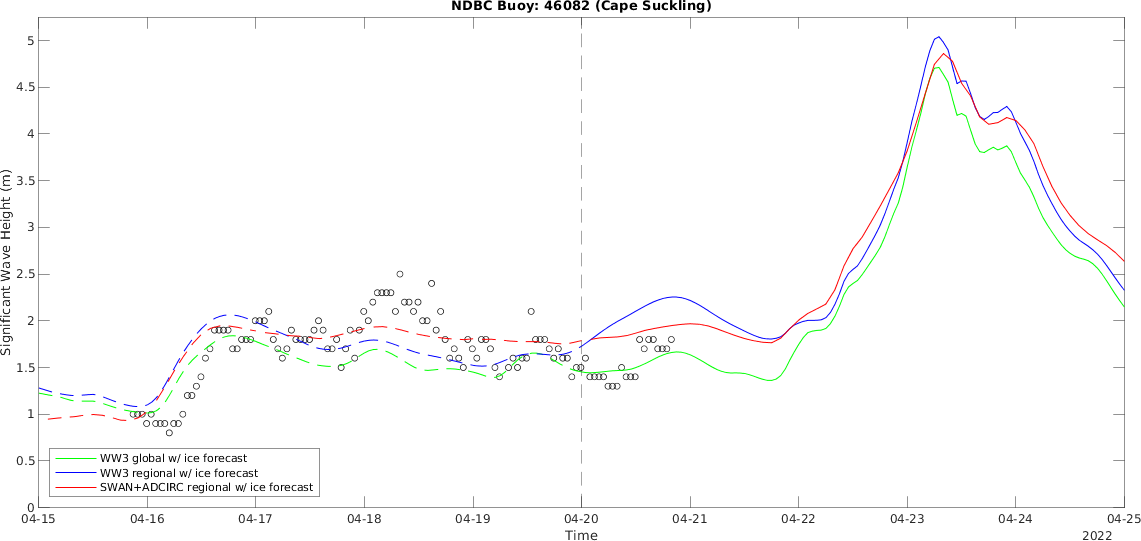 NDBC Buoy: 46082 (Cape Suckling)
Significant Wave Height (m)
5
4.5
4
3.5
3
2.5
2
1.5
1
0.5
0
WW3 global w/ ice forecast
WW3 regional w/ ice forecast
SWAN+ADCIRC regional w/ ice forecast
04-15 04-16 04-17 04-18 04-19 04-20 04-21 04-22 04-23 04-24 04-25
Time
2022